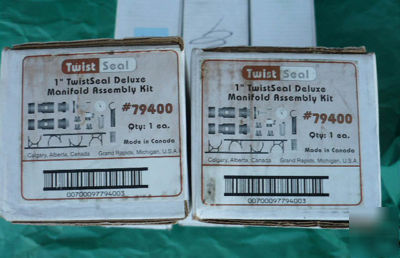 Twist Seal
1" TwistSeal Deluxe
Manifold Assembly Kit
#79400
Qty: 1 ea.
Made in Canada
Calgary, Alberta, Canada Grand Rapids, Michigan, U.S.A.
00700097794003
Twist Seal
1" TwistSeal Deluxe
Manifold Assembly Kit
#79400
Qty: 1 ea.
Made in Canada
Calgary, Alberta, Canada Grand Rapids, Michigan, U.S.A.
00700097794003